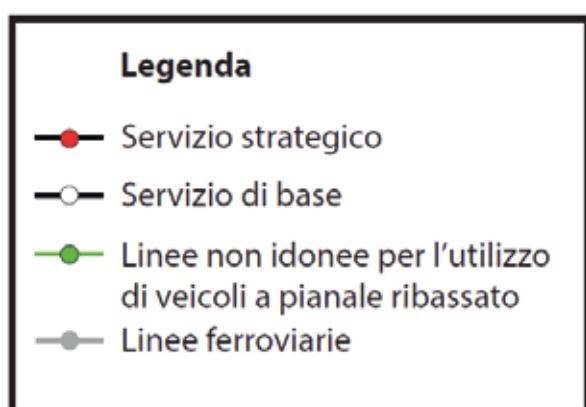 Legenda
Servizio strategico
Servizio di base
Linee non idonee per l'utilizzo
di veicoli a pianale ribassato
Linee ferroviarie